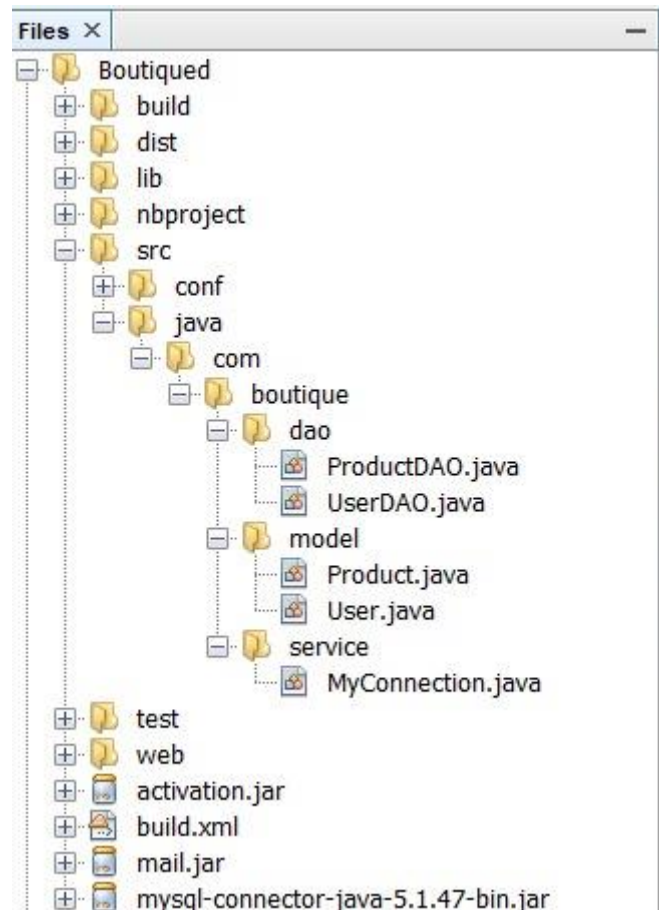 Files
Boutiqued
build
dist
lib
nbproject
src
conf
java
com
boutique
dao
ProductDAO.java
UserDAO.java
model
Product.java
User.java
service
MyConnection.java
test
web
activation.jar
build.xml
mail.jar
mysql-connector-java-5.1.47-bin.jar